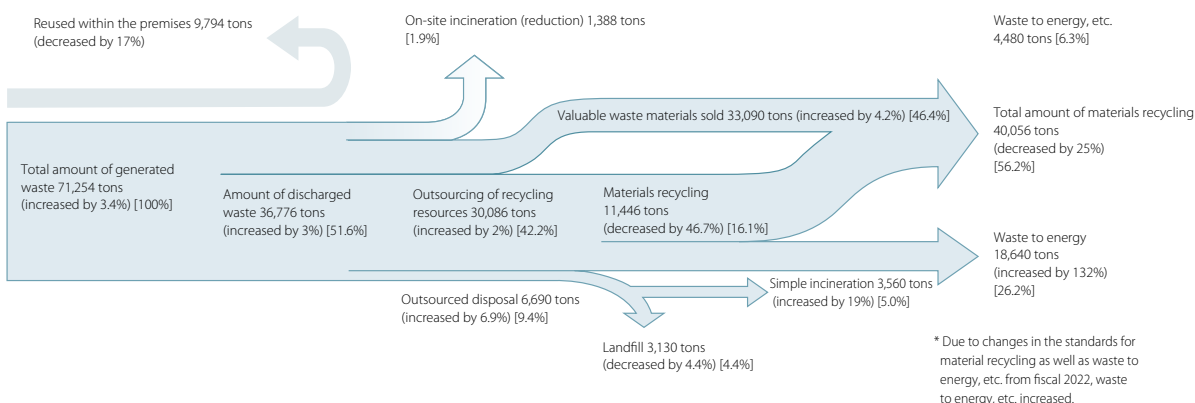 Reused within the premises 9,794 tons
(decreased by 17%)
On-site incineration (reduction) 1,388 tons
[1.9%]
Waste to energy, etc.
4,480 tons [6.3%]
Valuable waste materials sold 33,090 tons (increased by 4.2%) [46.4%]
Total amount of materials recycling
40,056 tons
(decreased by 25%)
[56.2%]
Total amount of generated
waste 71,254 tons
(increased by 3.4%) [100%]
Amount of discharged
waste 36,776 tons
(increased by 3%) [51.6%]
Outsourcing of recycling
resources 30,086 tons
(increased by 2%) [42.2%]
Materials recycling
11,446 tons
(decreased by 46.7%) [16.1%]
Waste to energy
18,640 tons
(increased by 132%)
[26.2%]
Outsourced disposal 6,690 tons
(increased by 6.9%) [9.4%]
Simple incineration 3,560 tons
(increased by 19%) [5.0%]
Landfill 3,130 tons
(decreased by 4.4%) [4.4%]
* Due to changes in the standards for
material recycling as well as waste to
energy, etc. from fiscal 2022, waste
to energy, etc. increased.